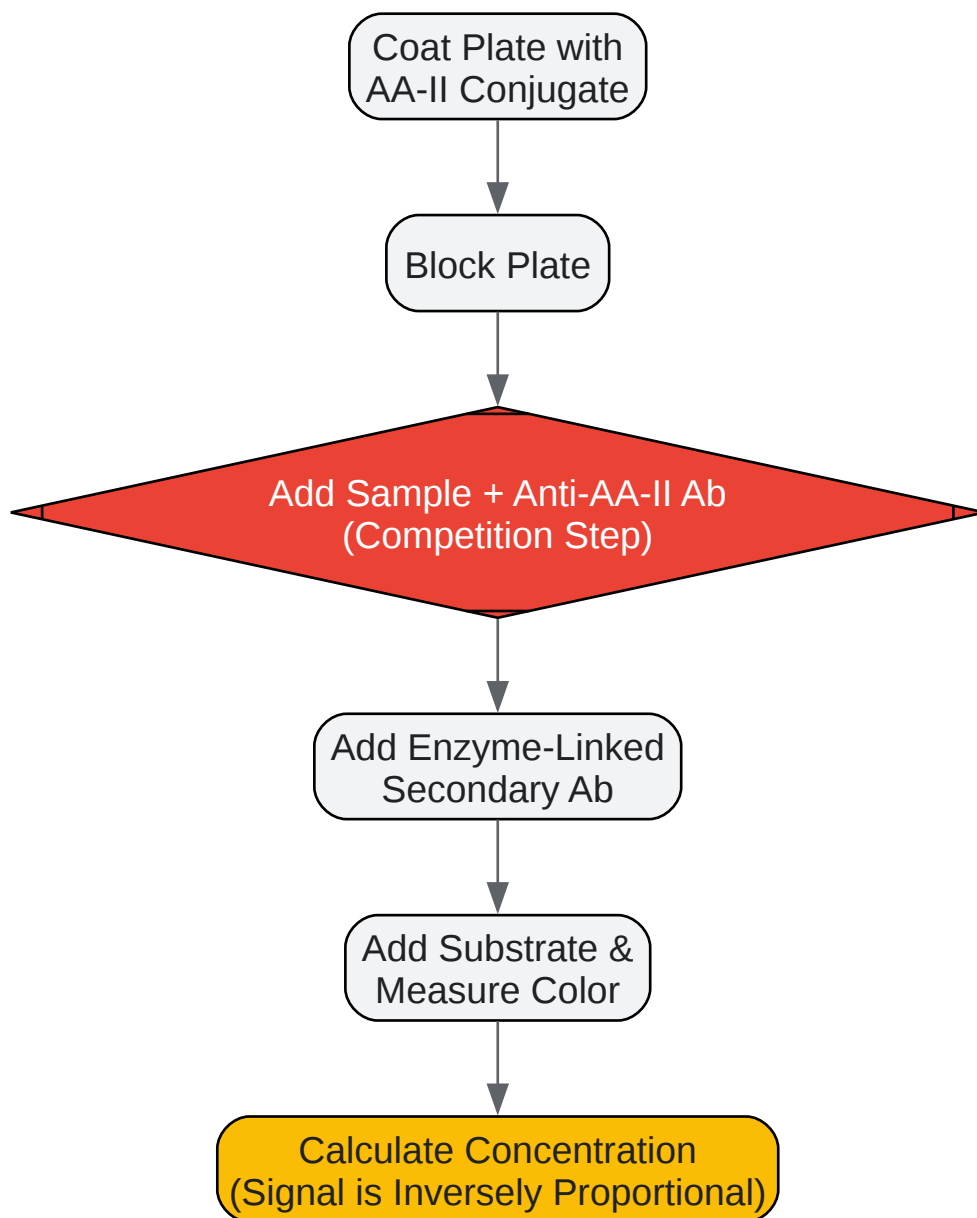 Coat Plate with
AA-II Conjugate
Block Plate
Add Sample + Anti-AA-II Ab
(Competition Step)
Add Enzyme-Linked
Secondary Ab
Add Substrate &
Measure Color
Calculate Concentration
(Signal is Inversely Proportional)